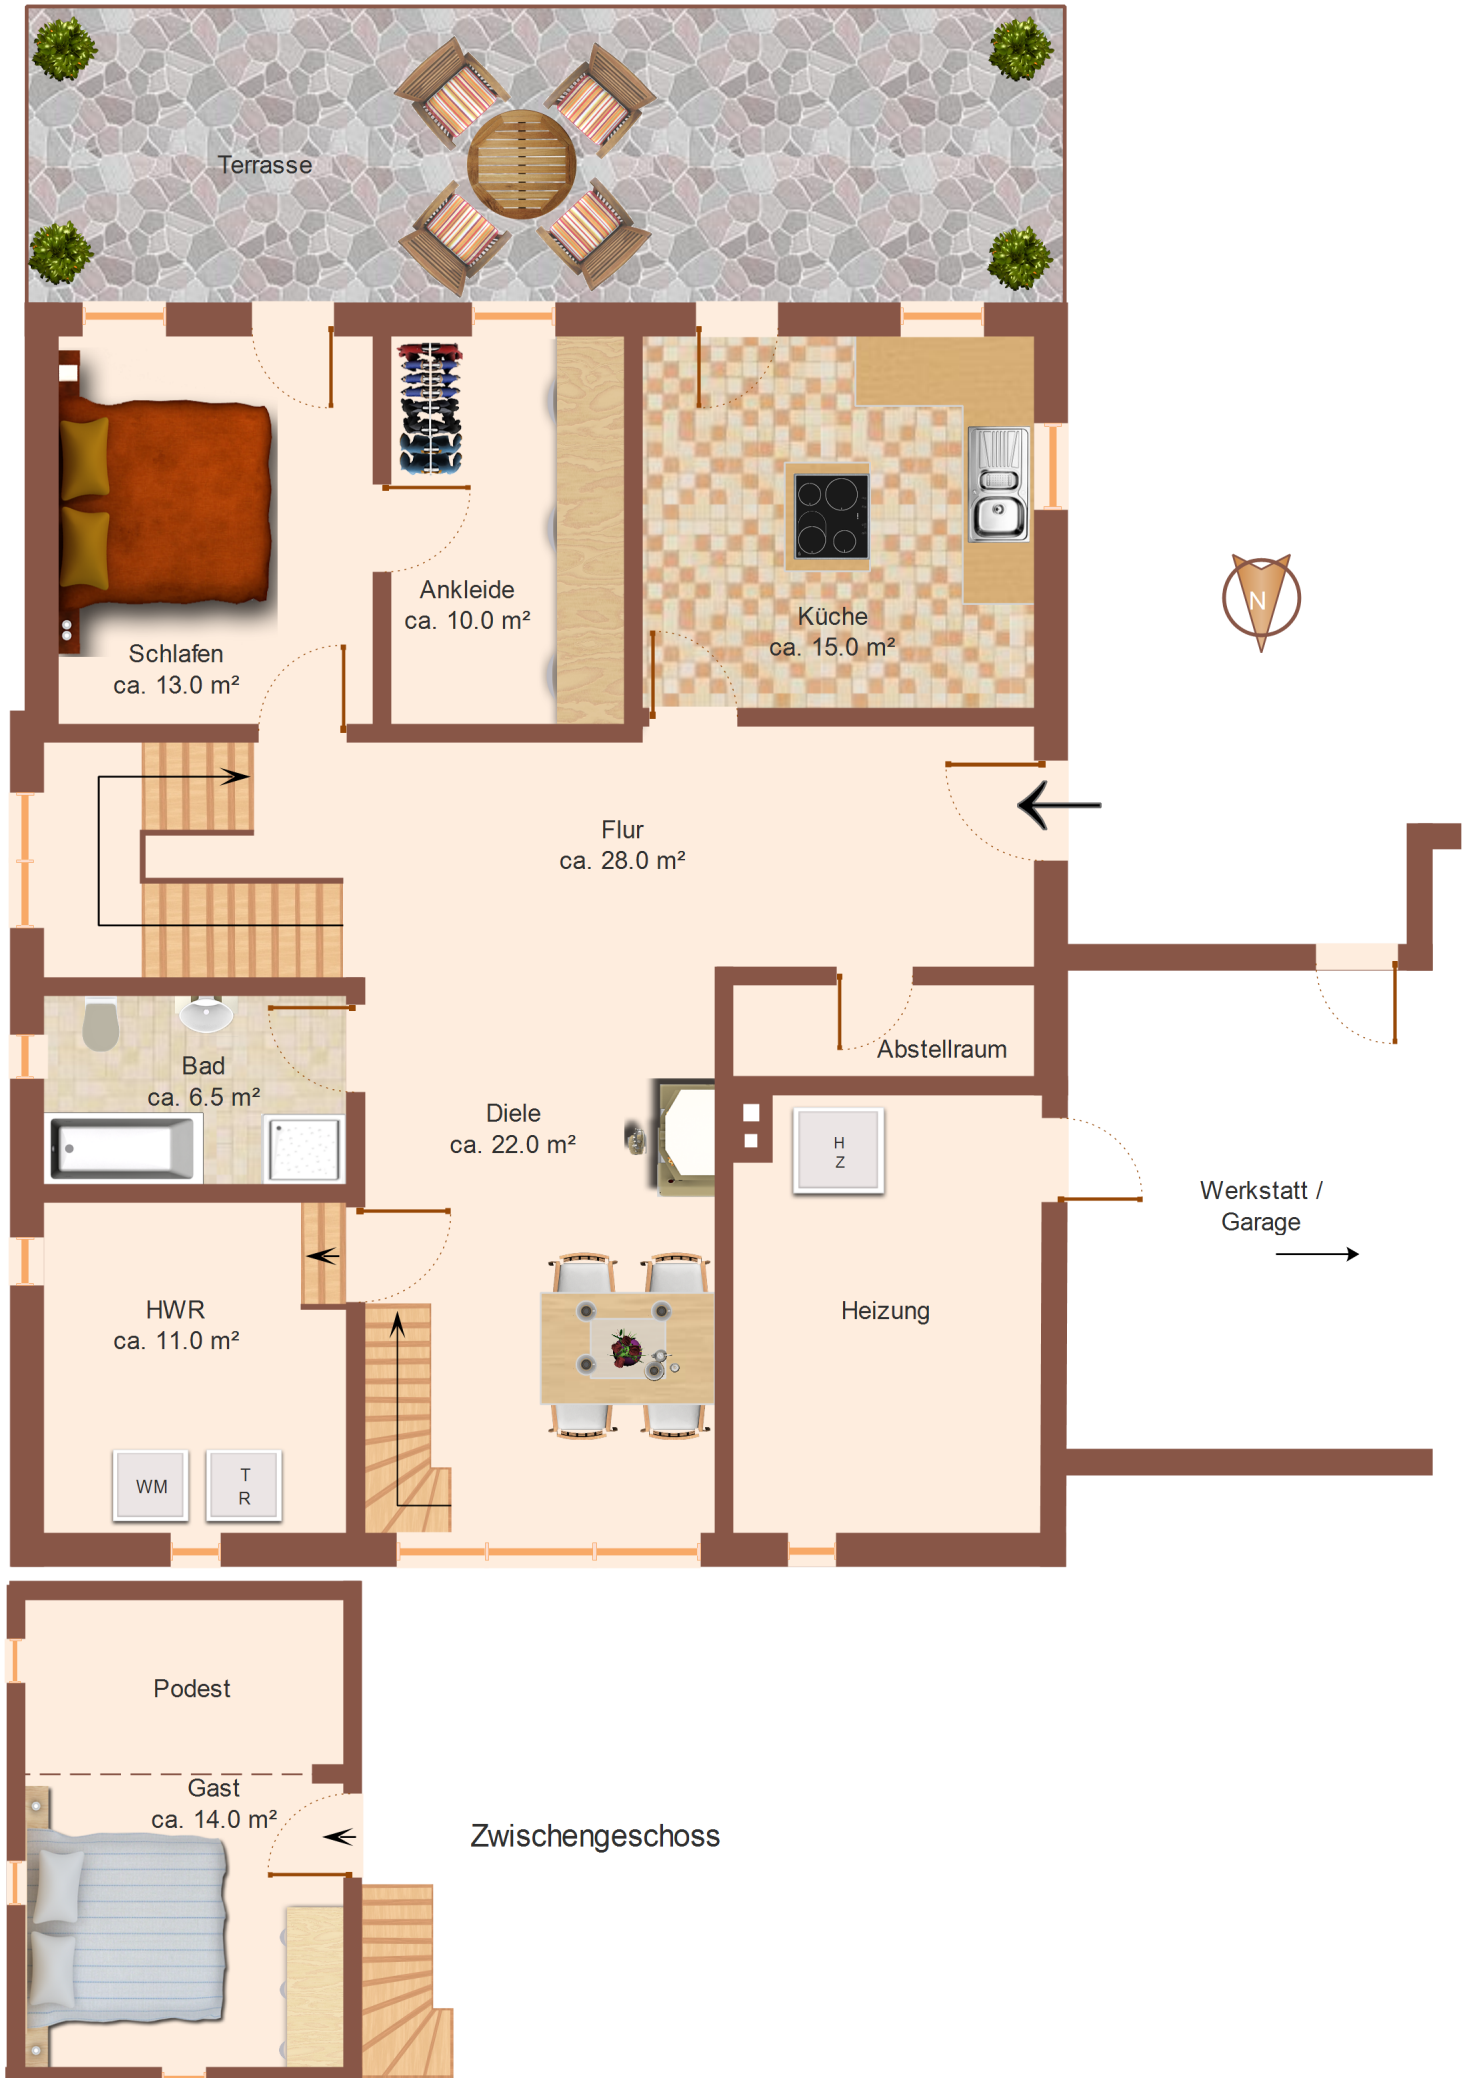 Terrasse
Ankleide
ca. 10.0 m²
Küche
ca. 15.0 m²
N
Schlafen
ca. 13.0 m²
Flur
ca. 28.0 m²
Abstellraum
Bad
ca. 6.5 m²
Diele
ca. 22.0 m²
H
Z
Werkstatt /
Garage
HWR
ca. 11.0 m²
Heizung
WM
T
R
Podest
Gast
ca. 14.0 m²
Zwischengeschoss